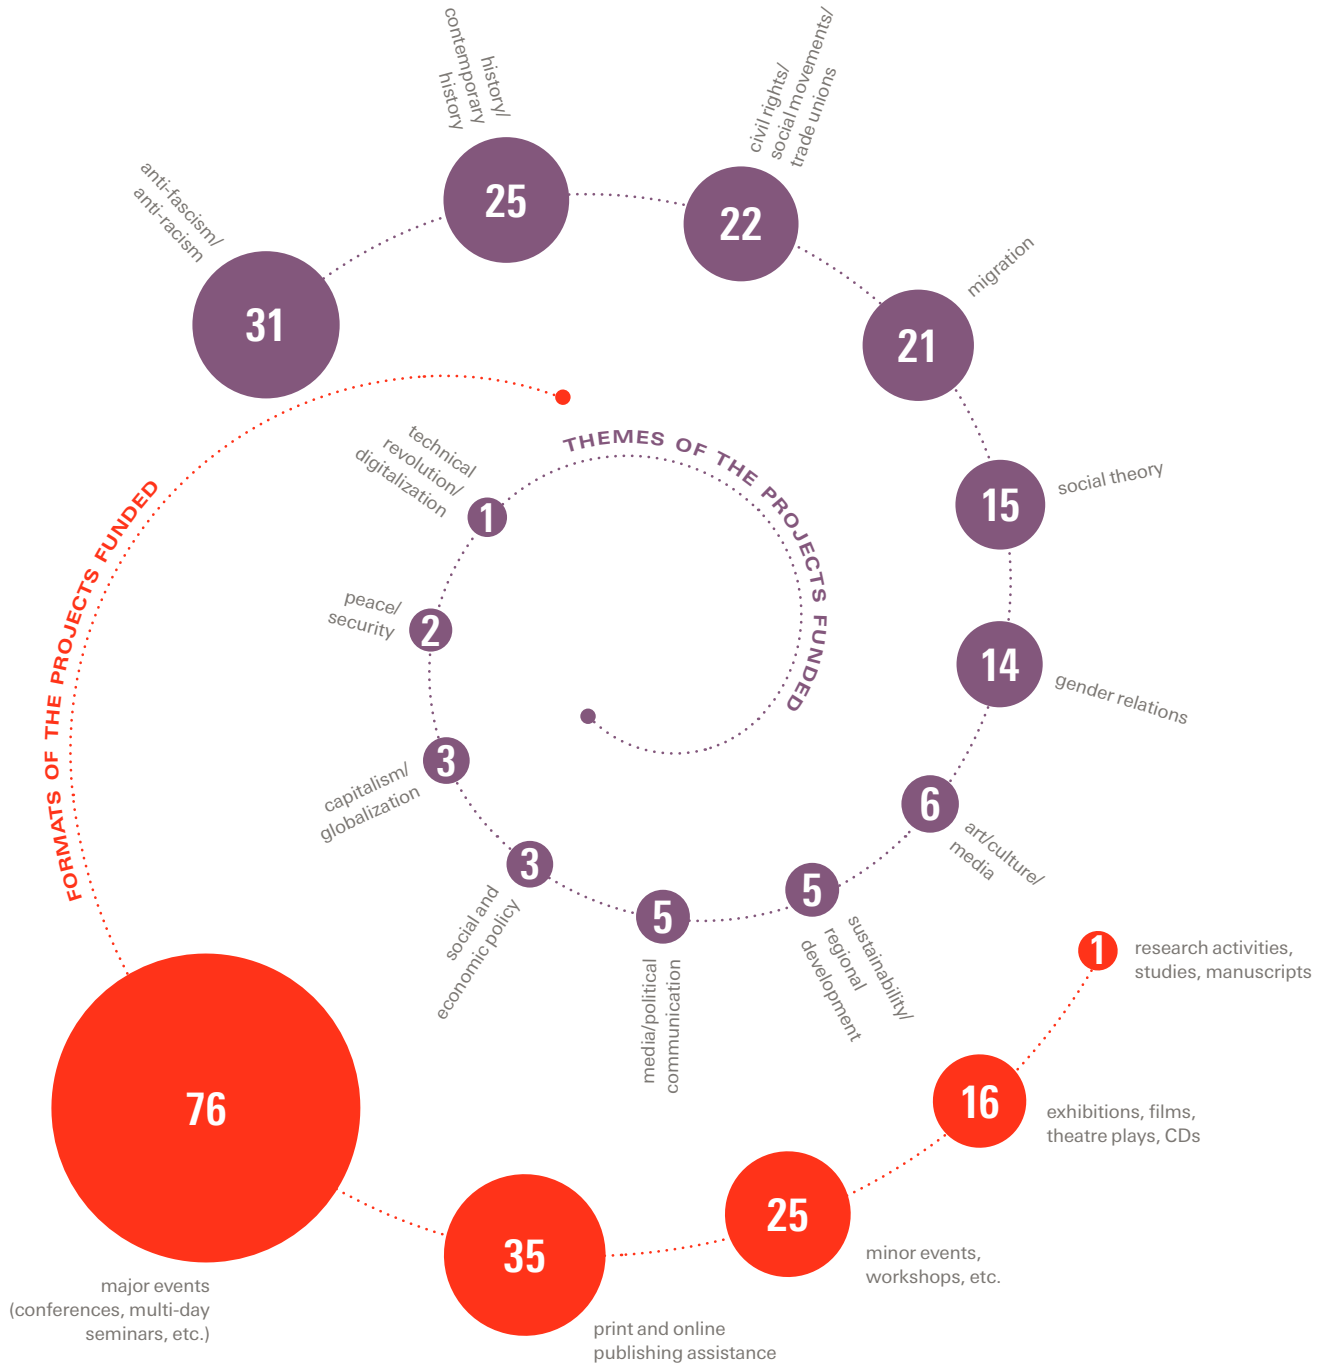 anti-fascism/
anti-racism
31
history/
contemporary
history
25
civil rights/
social movements/
trade unions
22
migration
21
social theory
15
gender relations
14
art/culture/
media
6
sustainability/
regional
development
5
media/political
communication
5
social and
economic policy
3
capitalism/
globalization
3
peace/
security
2
technical
revolution/
digitalization
1
THEMES OF THE PROJECTS FUNDED
FORMATS OF THE PROJECTS FUNDED
76
major events
(conferences, multi-day
seminars, etc.)
35
print and online
publishing assistance
25
minor events,
workshops, etc.
16
exhibitions, films,
theatre plays, CDs
1
research activities,
studies, manuscripts